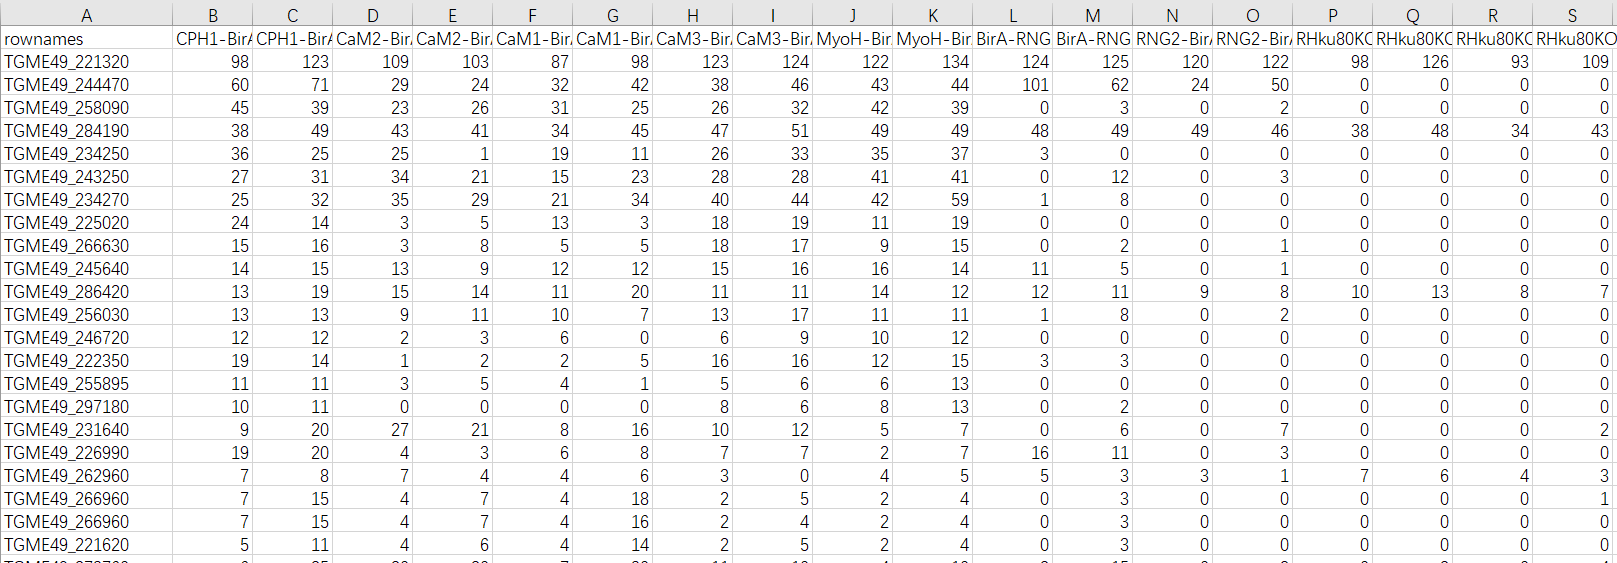 A B C D E F G H I J K L M N O P Q R S
rownames CPH1-BirA CPH1-BirA CaM2-Bir CaM2-Bir CaM1-Bir CaM1-Bir CaM3-Bir CaM3-Bir MyoH-Bir MyoH-Bir BirA-RNG BirA-RNG RNG2-Bir RNG2-Bir RHku80KO RHku80KO RHku80KO RHku80KO
TGME49_221320 98 123 109 103 87 98 123 124 122 134 124 125 120 122 98 126 93 109
TGME49_244470 60 71 29 24 32 42 38 46 43 44 101 62 24 50 0 0 0 0
TGME49_258090 45 39 23 26 31 25 26 32 42 39 0 3 0 2 0 0 0 0
TGME49_284190 38 49 43 41 34 45 47 51 49 49 48 49 49 46 38 48 34 43
TGME49_234250 36 25 25 1 19 11 26 33 35 37 3 0 0 0 0 0 0 0
TGME49_243250 27 31 34 21 15 23 28 28 41 41 0 12 0 3 0 0 0 0
TGME49_234270 25 32 35 29 21 34 40 44 42 59 1 8 0 0 0 0 0 0
TGME49_225020 24 14 3 5 13 3 18 19 11 19 0 0 0 0 0 0 0 0
TGME49_266630 15 16 3 8 5 5 18 17 9 15 0 2 0 1 0 0 0 0
TGME49_245640 14 15 13 9 12 12 15 16 16 14 11 5 0 1 0 0 0 0
TGME49_286420 13 19 15 14 11 20 11 11 14 12 12 11 9 8 10 13 8 7
TGME49_256030 13 13 9 11 10 7 13 17 11 11 1 8 0 2 0 0 0 0
TGME49_246720 12 12 2 3 6 0 6 9 10 12 0 0 0 0 0 0 0 0
TGME49_222350 19 14 1 2 2 5 16 16 12 15 3 3 0 0 0 0 0 0
TGME49_255895 11 11 3 5 4 1 5 6 6 13 0 0 0 0 0 0 0 0
TGME49_297180 10 11 0 0 0 0 8 6 8 13 0 2 0 0 0 0 0 0
TGME49_231640 9 20 27 21 8 16 10 12 5 7 0 6 0 7 0 0 0 2
TGME49_226990 19 20 4 3 6 8 7 7 2 7 16 11 0 3 0 0 0 0
TGME49_262960 7 8 7 4 4 6 3 0 4 5 5 3 3 1 7 6 4 3
TGME49_266960 7 15 4 7 4 18 2 5 2 4 0 3 0 0 0 0 0 1
TGME49_266960 7 15 4 7 4 16 2 4 2 4 0 3 0 0 0 0 0 0
TGME49_221620 5 11 4 6 4 14 2 5 2 4 0 3 0 0 0 0 0 0